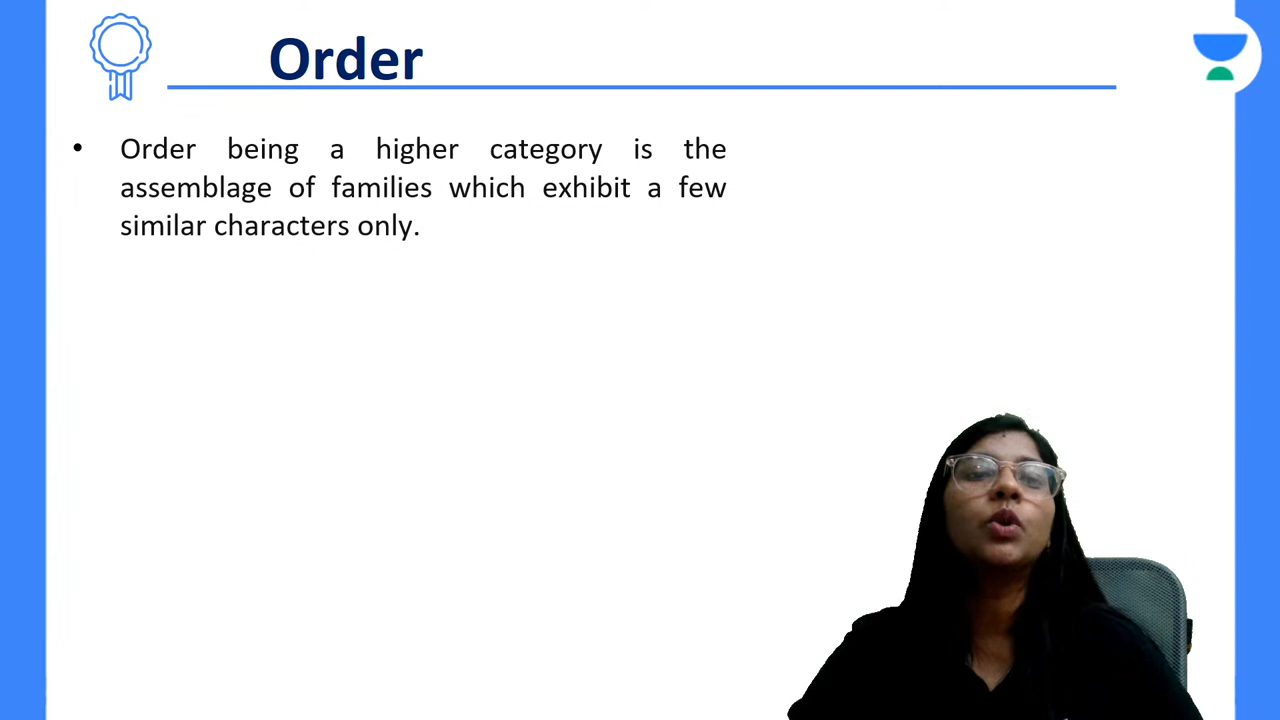 Order
• Order being a higher category is the
assemblage of families which exhibit a few
similar characters only.